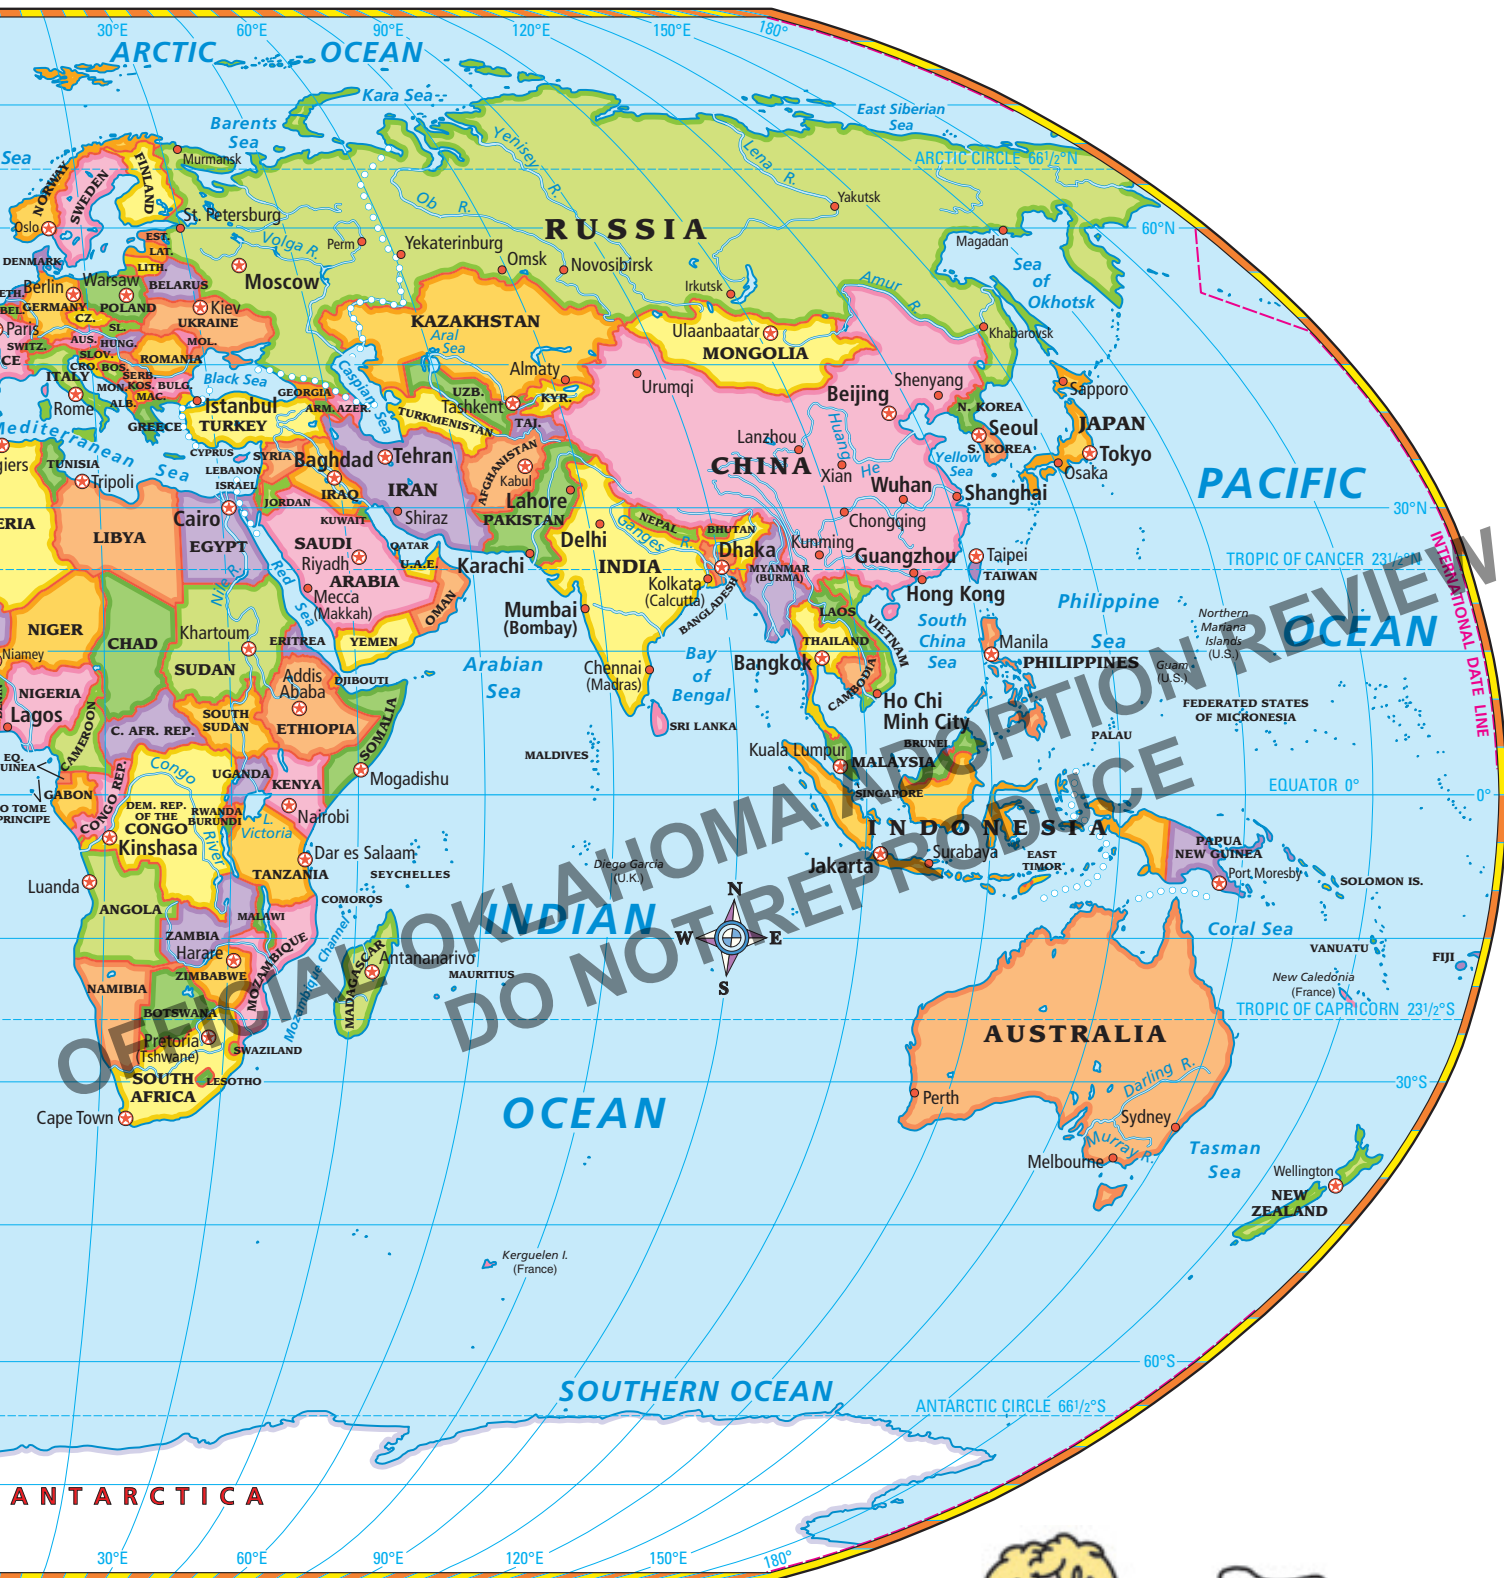 30°E
60°E
90°E
120°E
150°E
180°
ARCTIC OCEAN
Kara Sea
Barents
Sea
East Siberian
Sea
Sea
Murmansk
ARCTIC CIRCLE 66½°N
NORWAY
SWEDEN
FINLAND
Yenisey R.
Lena R.
Ob R.
Yakutsk
Oslo
St. Petersburg
RUSSIA
60°N
Volga R.
Perm
Yekaterinburg
Magadan
EST.
LAT.
LITH.
DENMARK
Omsk
Novosibirsk
Sea
of
Okhotsk
Moscow
Irkutsk
Amur R.
ETH.
Berlin
Warsaw
BELARUS
BEL
GERMANY
POLAND
Kiev
UKRAINE
CZ.
SL.
Paris
KAZAKHSTAN
Ulaanbaatar
MONGOLIA
Khabarovsk
SWITZ.
AUS.
HUNG.
MOL.
CE
SLOV.
ROMANIA
Aral
Sea
CRO.
BOS.
SERB.
ITALY
MON.
KOS.
BULG.
MAC.
ALB.
Rome
Black Sea
Caspian Sea
Almaty
Urumqi
Shenyang
Sapporo
GEORGIA
ARM.
AZER.
UZB.
Tashkent
KYR.
Beijing
N. KOREA
JAPAN
Istanbul
TURKEY
GREECE
TURKMENISTAN
TAJ.
Seoul
S. KOREA
Tokyo
Osaka
Mediterranean Sea
giers
CYPRUS
SYRIA
LEBANON
ISRAEL
Baghdad
Tehran
AFGHANISTAN
Kabul
Lanzhou
CHINA
Huang He
Xian
Yellow
Sea
TUNISIA
Tripoli
IRAQ
IRAN
Lahore
Wuhan
Shanghai
PACIFIC
ERIA
JORDAN
KUWAIT
Shiraz
PAKISTAN
Chongqing
30°N
LIBYA
Cairo
EGYPT
SAUDI
ARABIA
Riyadh
QATAR
U.A.E.
Karachi
Delhi
NEPAL
Ganges R.
BHUTAN
Dhaka
Kunming
Guangzhou
Taipei
TAIWAN
TROPIC OF CANCER 23½°N
INTERNATIONAL DATE LINE
INDIA
Kolkata
(Calcutta)
BANGLADESH
MYANMAR
(BURMA)
Hong Kong
Nile R.
Red
Sea
Mecca
(Makkah)
OMAN
Mumbai
(Bombay)
LAOS
VIETNAM
South
China
Sea
Philippine
Sea
Northern
Mariana
Islands
(U.S.)
OCEAN
NIGER
CHAD
Khartoum
SUDAN
ERITREA
YEMEN
THAILAND
Manila
PHILIPPINES
Guam
(U.S.)
Niamey
Addis
Ababa
DJIBOUTI
Arabian
Sea
Chennai
(Madras)
Bay
of
Bengal
Bangkok
CAMBODIA
NIGERIA
Lagos
CAMEROON
C. AFR. REP.
SOUTH
SUDAN
ETHIOPIA
SOMALIA
SRI LANKA
Ho Chi
Minh City
FEDERATED STATES
OF MICRONESIA
PALAU
EQ.
UINEA
MALDIVES
Kuala Lumpur
MALAYSIA
BRUNEI
GABON
O TOME
PRINCIPE
CONGO REP.
Congo River
UGANDA
KENYA
Mogadishu
SINGAPORE
EQUATOR 0°
0°
DEM. REP.
OF THE
CONGO
Kinshasa
RWANDA
BURUNDI
L.
Victoria
Nairobi
INDONESIA
PAPUA
NEW GUINEA
Luanda
Dar es Salaam
TANZANIA
SEYCHELLES
Diego Garcia
(U.K.)
Jakarta
Surabaya
EAST
TIMOR
Port Moresby
SOLOMON IS.
ANGOLA
MALAWI
COMOROS
N
W
E
S
INDIAN
OCEAN
Coral Sea
VANUATU
FIJI
ZAMBIA
Harare
ZIMBABWE
MOZAMBIQUE
Mozambique Channel
MADAGASCAR
Antananarivo
MAURITIUS
New Caledonia
(France)
NAMIBIA
BOTSWANA
TROPIC OF CAPRICORN 23½°S
Pretoria
(Tshwane)
SWAZILAND
LESOTHO
SOUTH
AFRICA
Cape Town
AUSTRALIA
30°S
Perth
Darling R.
Sydney
Murray R.
Melbourne
Tasman
Sea
Wellington
NEW
ZEALAND
Kerguelen I.
(France)
60°S
SOUTHERN OCEAN
ANTARCTIC CIRCLE 66½°S
ANTARCTICA
30°E
60°E
90°E
120°E
150°E
180°
OFFICIAL OKLAHOMA ADOPTION REVIEW
DO NOT REPRODUCE